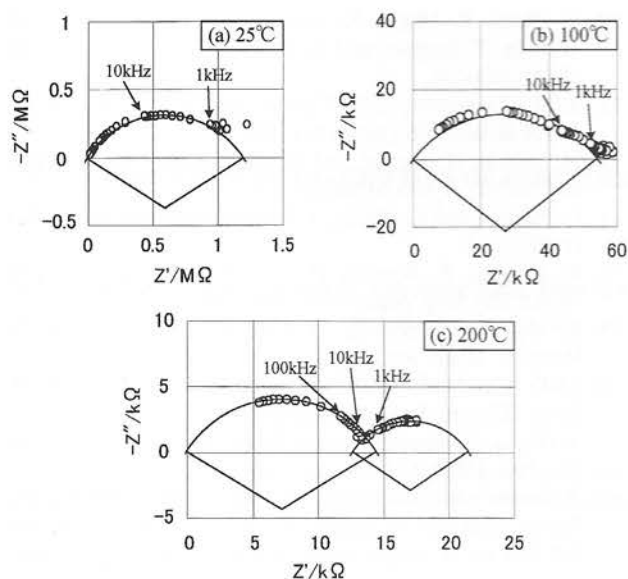 (a) 25℃
1
0.5
0
-0.5
-Z''/MΩ
10kHz
1kHz
0 0.5 1 1.5
Z'/MΩ
(b) 100℃
40
20
0
-20
-Z''/kΩ
10kHz
1kHz
0 20 40 60
Z'/kΩ
(c) 200℃
10
5
0
-5
-Z''/kΩ
100kHz
10kHz
1kHz
0 5 10 15 20 25
Z'/kΩ